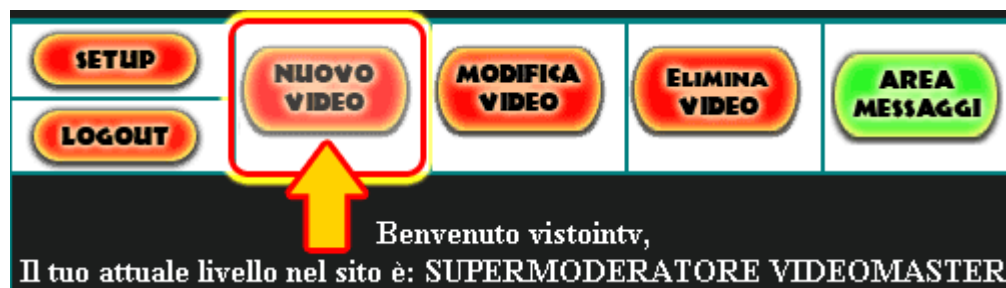 SETUP
LOGOUT
NUOVO
VIDEO
MODIFICA
VIDEO
ELIMINA
VIDEO
AREA
MESSAGGI
Benvenuto vistointv,
Il tuo attuale livello nel sito è: SUPERMODERATORE VIDEOMASTER